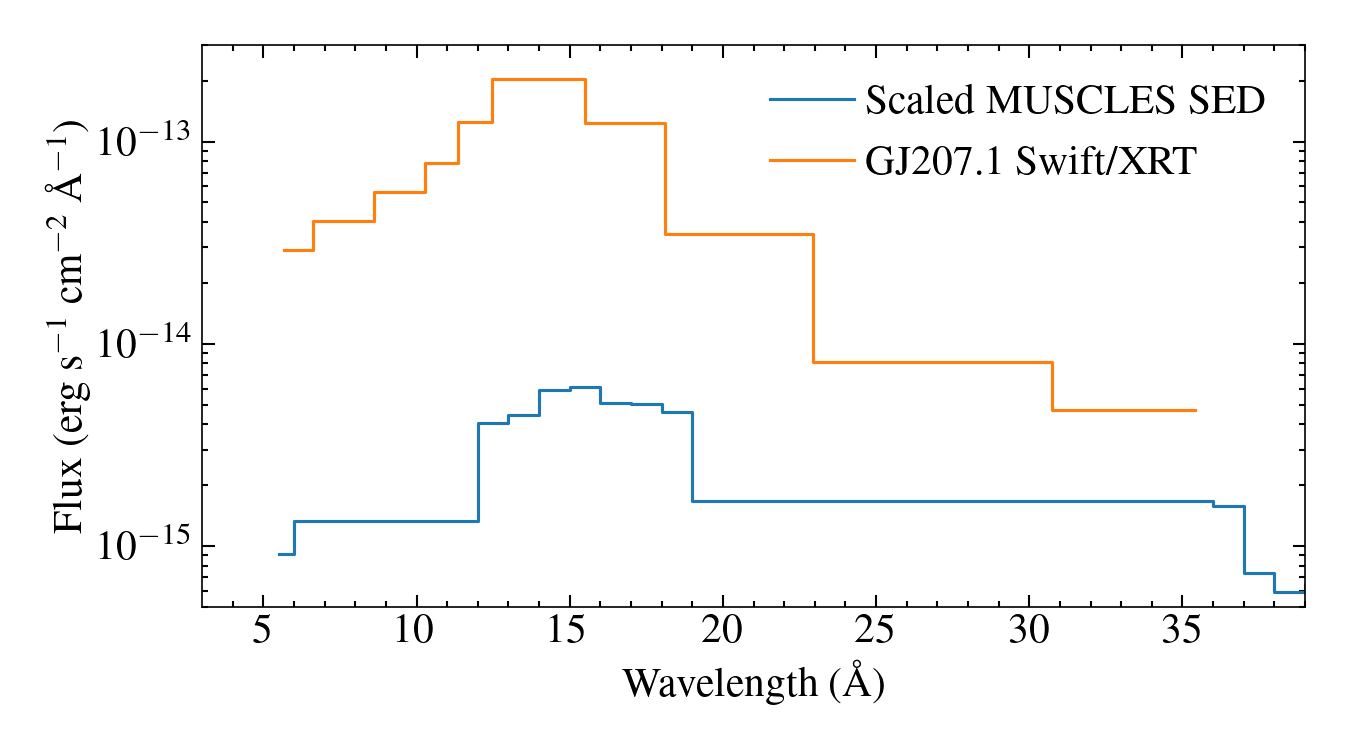 Scaled MUSCLES SED
GJ207.1 Swift/XRT
10⁻¹³
10⁻¹⁴
10⁻¹⁵
Flux (erg s⁻¹ cm⁻² Å⁻¹)
5 10 15 20 25 30 35
Wavelength (Å)